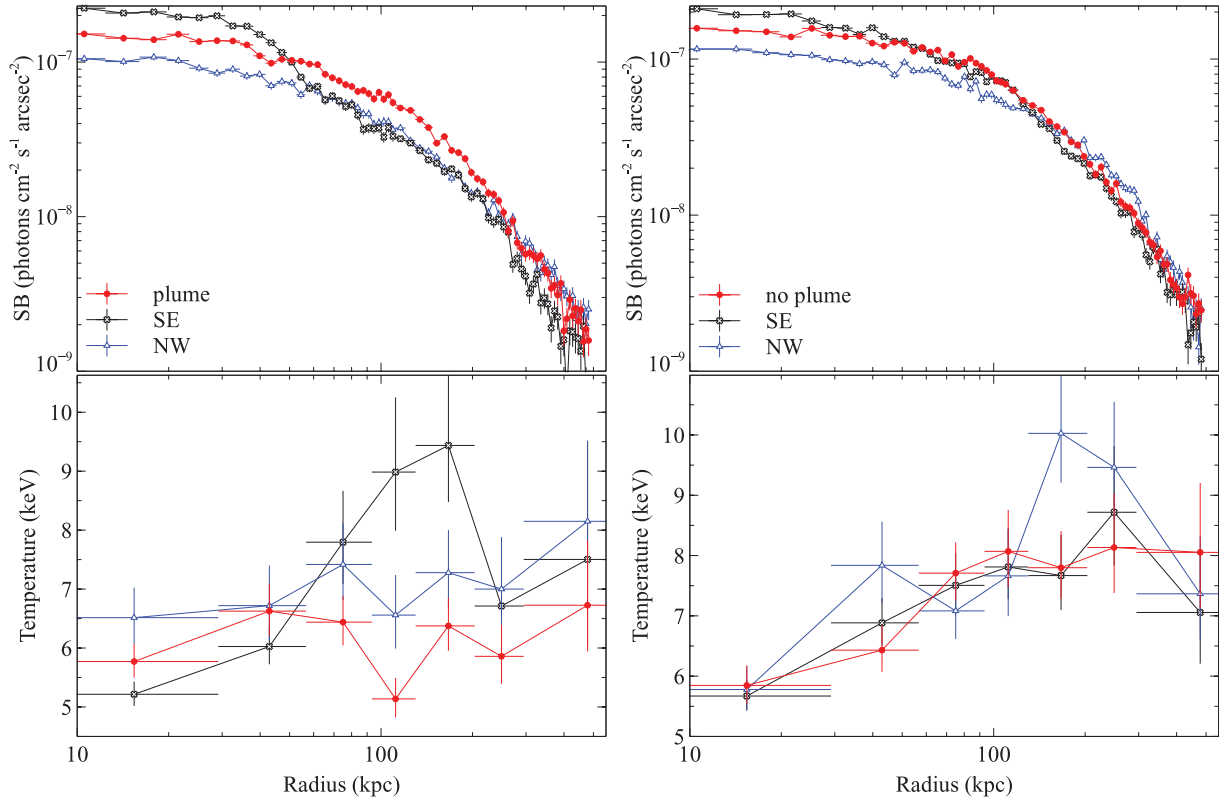 SB (photons cm⁻² s⁻¹ arcsec⁻²)
10⁻⁷
10⁻⁸
10⁻⁹
plume
SE
NW
SB (photons cm⁻² s⁻¹ arcsec⁻²)
10⁻⁷
10⁻⁸
10⁻⁹
no plume
SE
NW
Temperature (keV)
10
9
8
7
6
5
10
100
Radius (kpc)
Temperature (keV)
10
9
8
7
6
5
10
100
Radius (kpc)